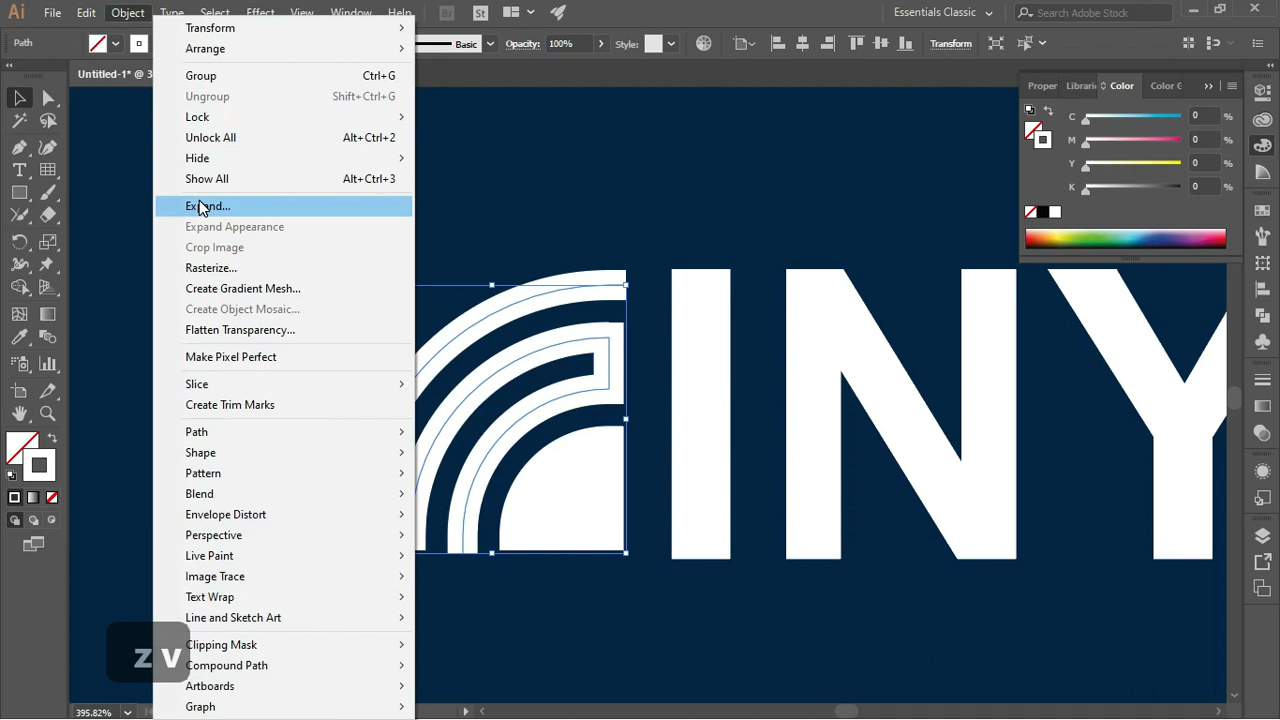 Ai File Edit Object Type Select Effect View Window Help Br St Essentials Classic Search Adobe Stock
Path Basic Opacity: 100% Style: Transform
Untitled-1* @ 3
Proper Librari Color Color G
Transform
Arrange
Group Ctrl+G
Ungroup Shift+Ctrl+G
Lock
Unlock All Alt+Ctrl+2
Hide
Show All Alt+Ctrl+3
Expand...
Expand Appearance
Crop Image
Rasterize...
Create Gradient Mesh...
Create Object Mosaic...
Flatten Transparency...
Make Pixel Perfect
Slice
Create Trim Marks
Path
Shape
Pattern
Blend
Envelope Distort
Perspective
Live Paint
Image Trace
Text Wrap
Line and Sketch Art
Clipping Mask
Compound Path
Artboards
Graph
C 0 %
M 0 %
Y 0 %
K 0 %
INY
z v
395.82%